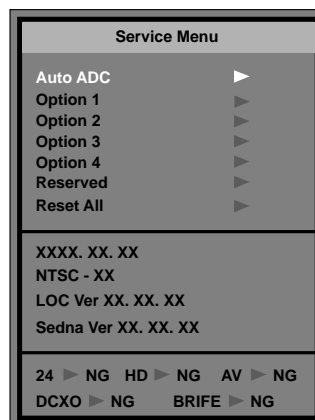 Service Menu
Auto ADC
Option 1
Option 2
Option 3
Option 4
Reserved
Reset All
XXXX. XX. XX
NTSC - XX
LOC Ver XX. XX. XX
Sedna Ver XX. XX. XX
24 ▶ NG HD ▶ NG AV ▶ NG
DCXO ▶ NG BRIFE ▶ NG